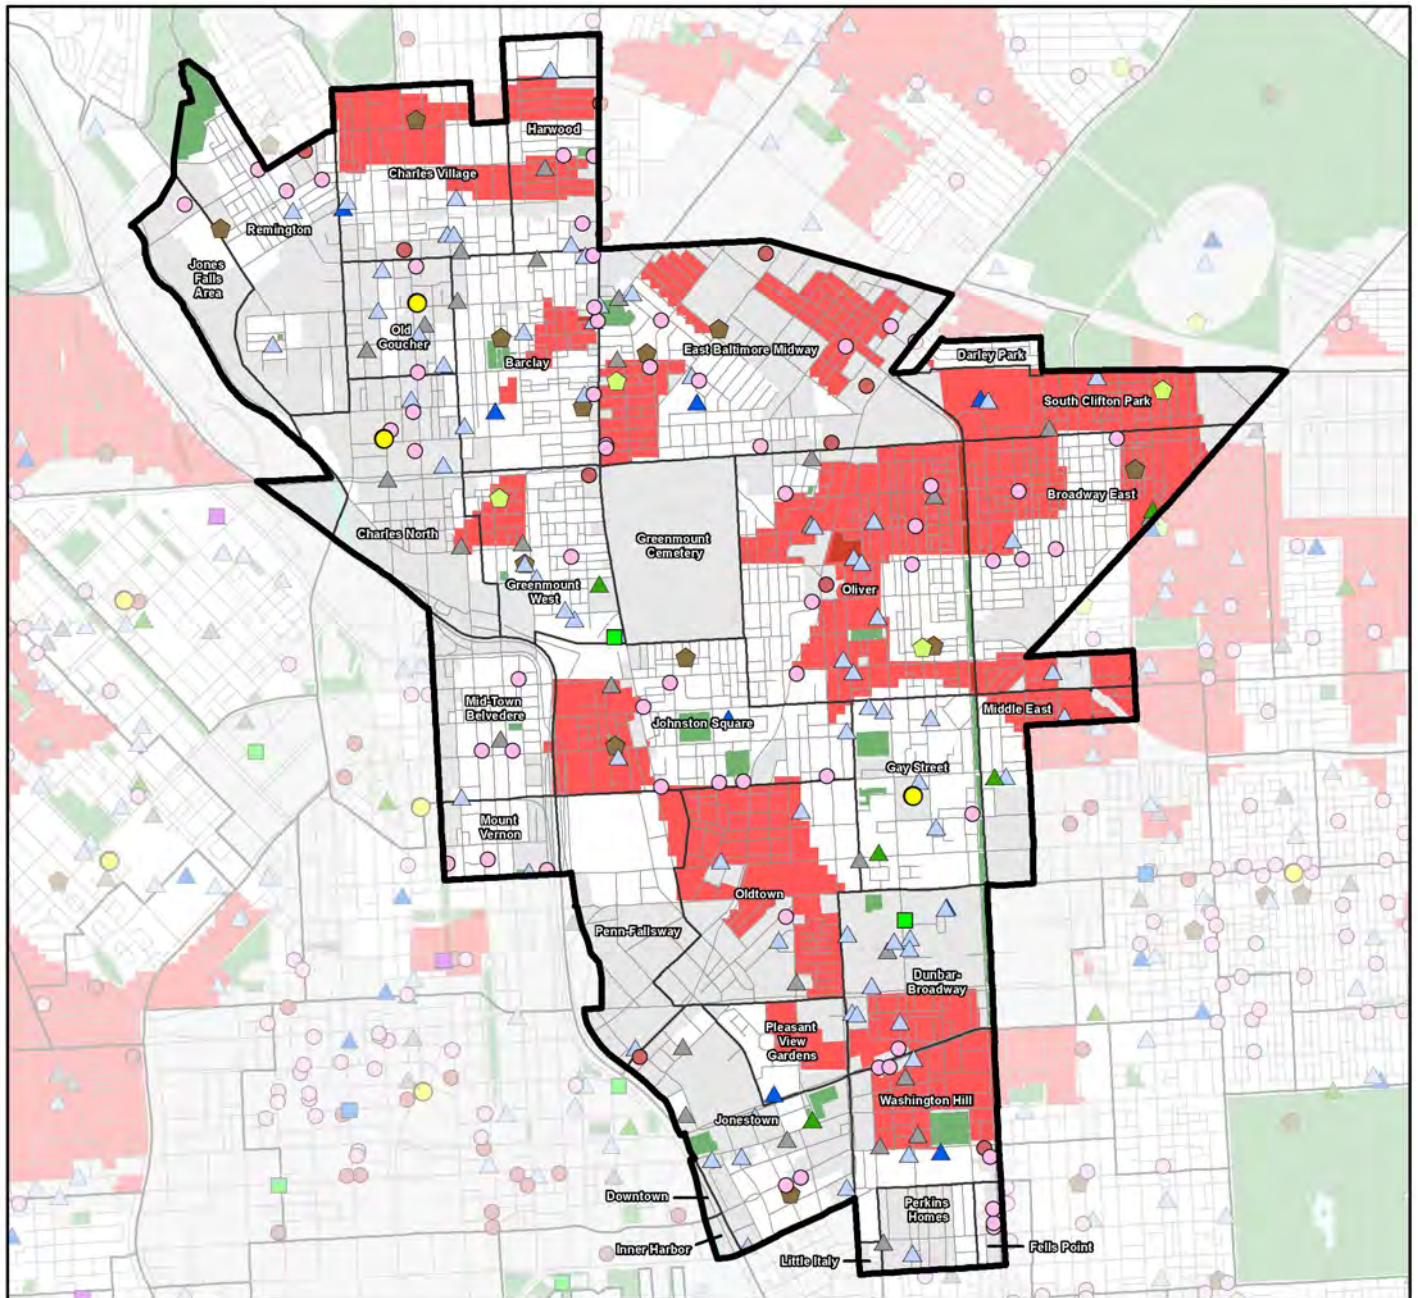 Harwood
Charles Village
Remington
Jones
Falls
Area
Old
Goucher
Barclay
East Baltimore Midway
Darley Park
South Clifton Park
Broadway East
Charles North
Greenmount
Cemetery
Greenmount
West
Oliver
Mid-Town
Belvedere
Johnston Square
Middle East
Gay Street
Mount
Vernon
Oldtown
Penn-Fallsway
Dunbar-
Broadway
Pleasant
View
Gardens
Washington Hill
Jonestown
Downtown
Perkins
Homes
Inner Harbor
Little Italy
Fells Point